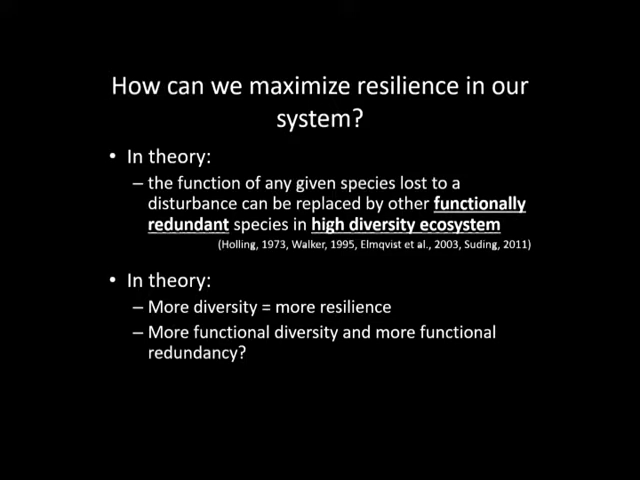 How can we maximize resilience in our
system?
• In theory:
– the function of any given species lost to a
disturbance can be replaced by other functionally
redundant species in high diversity ecosystem
(Holling, 1973, Walker, 1995, Elmqvist et al., 2003, Suding, 2011)
• In theory:
– More diversity = more resilience
– More functional diversity and more functional
redundancy?